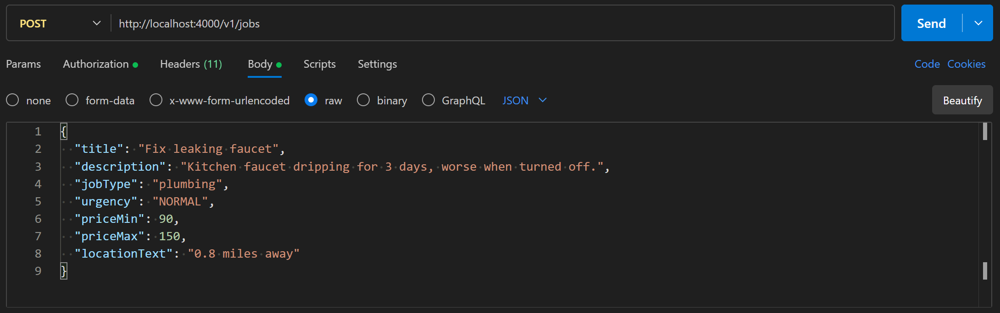 POST http://localhost:4000/v1/jobs Send
Params Authorization Headers (11) Body Scripts Settings Code Cookies
none form-data x-www-form-urlencoded raw binary GraphQL JSON Beautify
1 {
2 "title": "Fix leaking faucet",
3 "description": "Kitchen faucet dripping for 3 days, worse when turned off.",
4 "jobType": "plumbing",
5 "urgency": "NORMAL",
6 "priceMin": 90,
7 "priceMax": 150,
8 "locationText": "0.8 miles away"
9 }